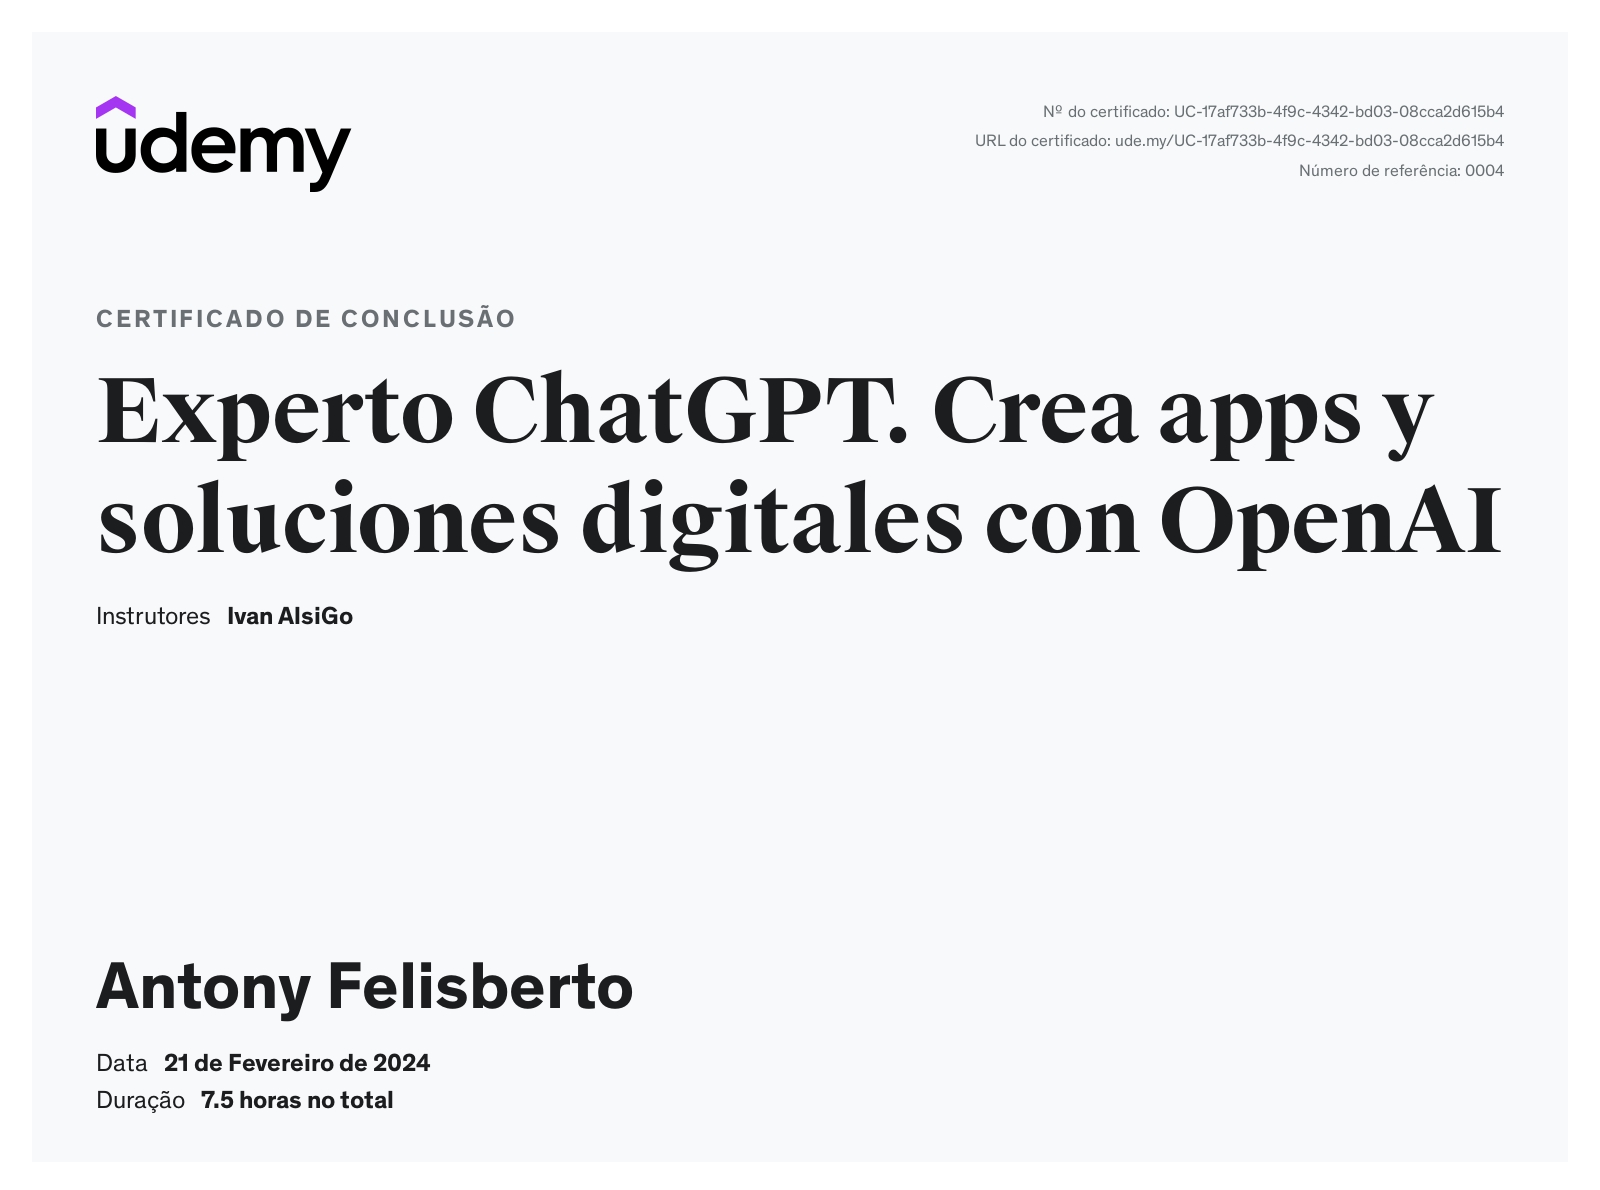 udemy
Nº do certificado: UC-17af733b-4f9c-4342-bd03-08cca2d615b4
URL do certificado: ude.my/UC-17af733b-4f9c-4342-bd03-08cca2d615b4
Número de referência: 0004
CERTIFICADO DE CONCLUSÃO
Experto ChatGPT. Crea apps y
soluciones digitales con OpenAI
Instrutores Ivan AlsiGo
Antony Felisberto
Data 21 de Fevereiro de 2024
Duração 7.5 horas no total